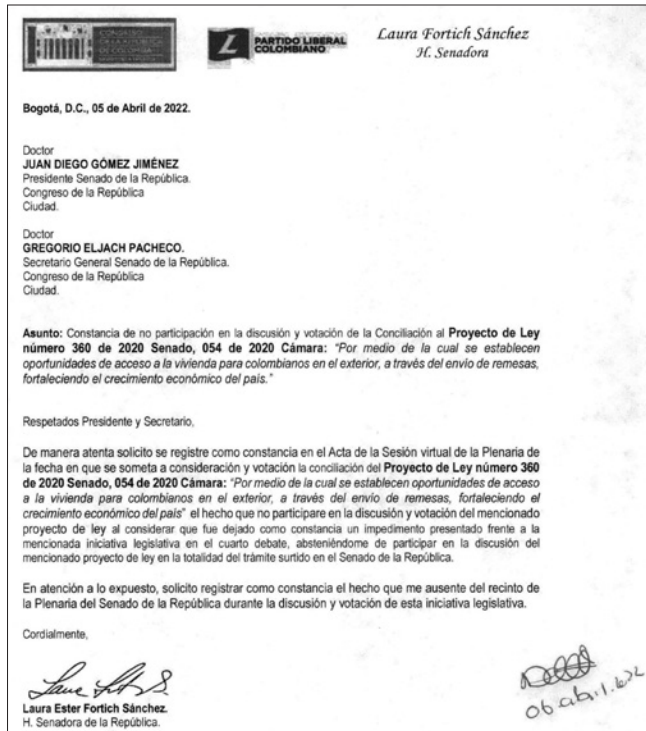 CONGRESO
DE LA REPÚBLICA
DE COLOMBIA
L PARTIDO LIBERAL
COLOMBIANO
Laura Fortich Sánchez
H. Senadora
Bogotá, D.C., 05 de Abril de 2022.
Doctor
JUAN DIEGO GÓMEZ JIMÉNEZ
Presidente Senado de la República.
Congreso de la República
Ciudad.
Doctor
GREGORIO ELJACH PACHECO.
Secretario General Senado de la República.
Congreso de la República
Ciudad.
Asunto: Constancia de no participación en la discusión y votación de la Conciliación al Proyecto de Ley
número 360 de 2020 Senado, 054 de 2020 Cámara: "Por medio de la cual se establecen
oportunidades de acceso a la vivienda para colombianos en el exterior, a través del envío de remesas,
fortaleciendo el crecimiento económico del país."
Respetados Presidente y Secretario,
De manera atenta solicito se registre como constancia en el Acta de la Sesión virtual de la Plenaria de
la fecha en que se someta a consideración y votación la conciliación del Proyecto de Ley número 360
de 2020 Senado, 054 de 2020 Cámara: "Por medio de la cual se establecen oportunidades de acceso
a la vivienda para colombianos en el exterior, a través del envío de remesas, fortaleciendo el
crecimiento económico del país" el hecho que no participare en la discusión y votación del mencionado
proyecto de ley al considerar que fue dejado como constancia un impedimento presentado frente a la
mencionada iniciativa legislativa en el cuarto debate, absteniéndome de participar en la discusión del
mencionado proyecto de ley en la totalidad del trámite surtido en el Senado de la República.
En atención a lo expuesto, solicito registrar como constancia el hecho que me ausente del recinto de
la Plenaria del Senado de la República durante la discusión y votación de esta iniciativa legislativa.
Cordialmente,
Laura Ester Fortich Sánchez.
H. Senadora de la República.
06 abril